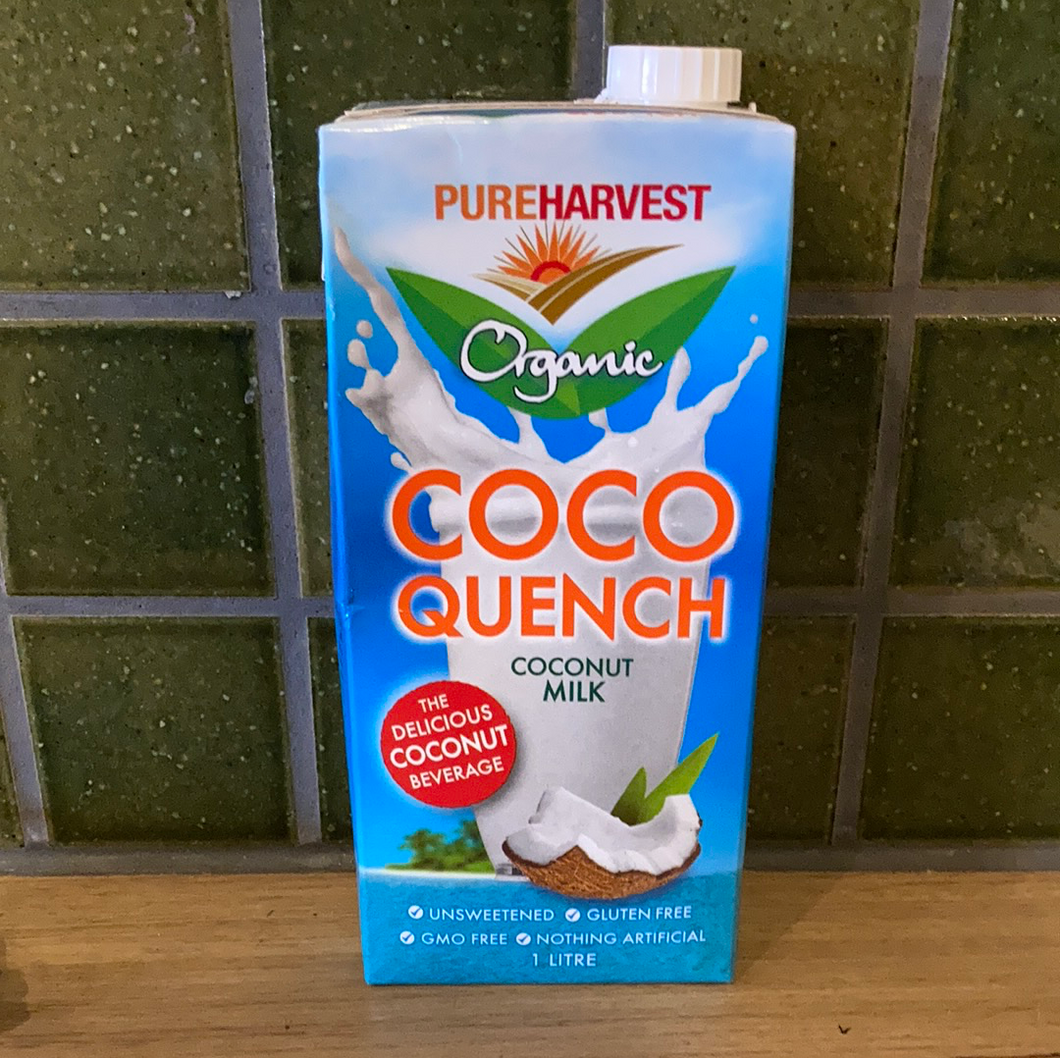 PUREHARVEST
Organic
COCO
QUENCH
COCONUT
MILK
THE
DELICIOUS
COCONUT
BEVERAGE
UNSWEETENED GLUTEN FREE
GMO FREE NOTHING ARTIFICIAL
1 LITRE